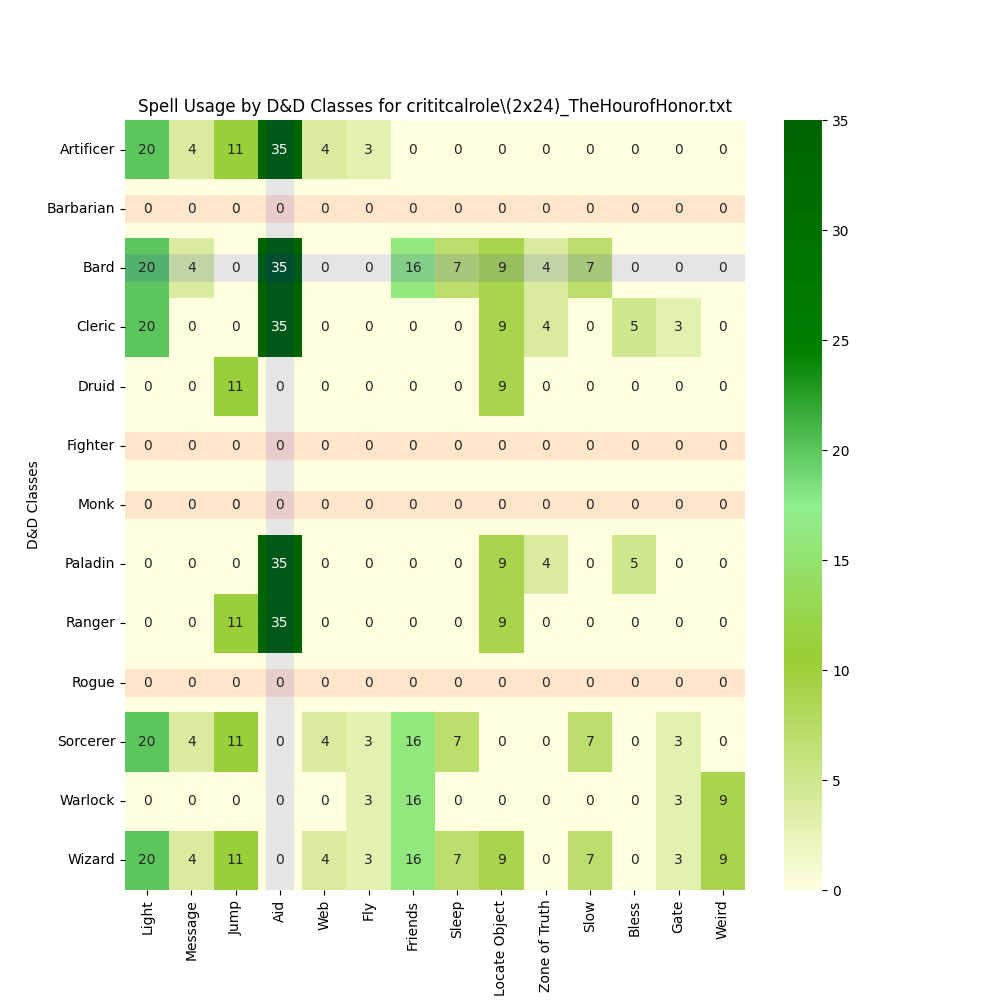 Spell Usage by D&D Classes for crititcalrole\(2x24)_TheHourofHonor.txt
Artificer 20 4 11 35 4 3 0 0 0 0 0 0 0 0
Barbarian 0 0 0 0 0 0 0 0 0 0 0 0 0 0
Bard 20 4 0 35 0 0 16 7 9 4 7 0 0 0
Cleric 20 0 0 35 0 0 0 0 9 4 0 5 3 0
Druid 0 0 11 0 0 0 0 0 9 0 0 0 0 0
Fighter 0 0 0 0 0 0 0 0 0 0 0 0 0 0
Monk 0 0 0 0 0 0 0 0 0 0 0 0 0 0
Paladin 0 0 0 35 0 0 0 0 9 4 0 5 0 0
Ranger 0 0 11 35 0 0 0 0 9 0 0 0 0 0
Rogue 0 0 0 0 0 0 0 0 0 0 0 0 0 0
Sorcerer 20 4 11 0 4 3 16 7 0 0 7 0 3 0
Warlock 0 0 0 0 0 3 16 0 0 0 0 0 3 9
Wizard 20 4 11 0 4 3 16 7 9 0 7 0 3 9
D&D Classes
Light
Message
Jump
Aid
Web
Fly
Friends
Sleep
Locate Object
Zone of Truth
Slow
Bless
Gate
Weird
35
30
25
20
15
10
5
0